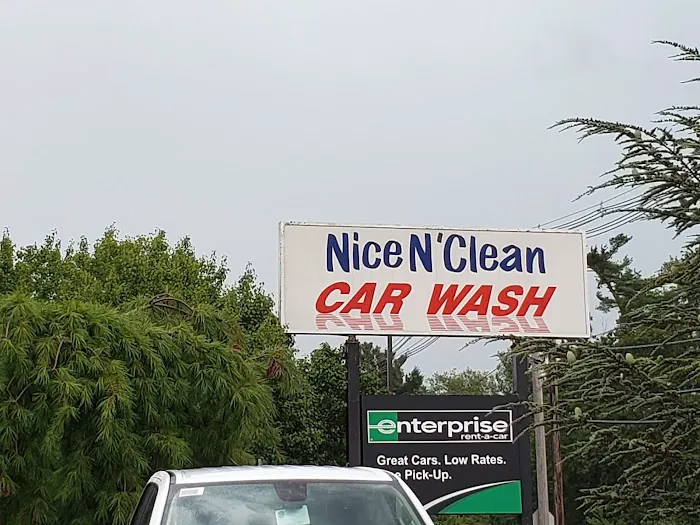 Nice N'Clean
CAR WASH
enterprise
rent-a-car
Great Cars. Low Rates.
Pick-Up.